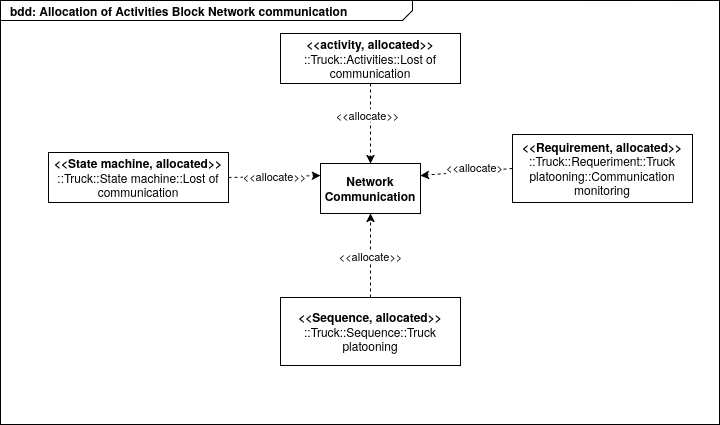 bdd: Allocation of Activities Block Network communication
<<activity, allocated>>
::Truck::Activities::Lost of
communication
<<allocate>>
<<State machine, allocated>>
::Truck::State machine::Lost of
communication
<<allocate>>
Network
Communication
<<allocate>>
<<Requirement, allocated>>
::Truck::Requeriment::Truck
platooning::Communication
monitoring
<<allocate>>
<<Sequence, allocated>>
::Truck::Sequence::Truck
platooning